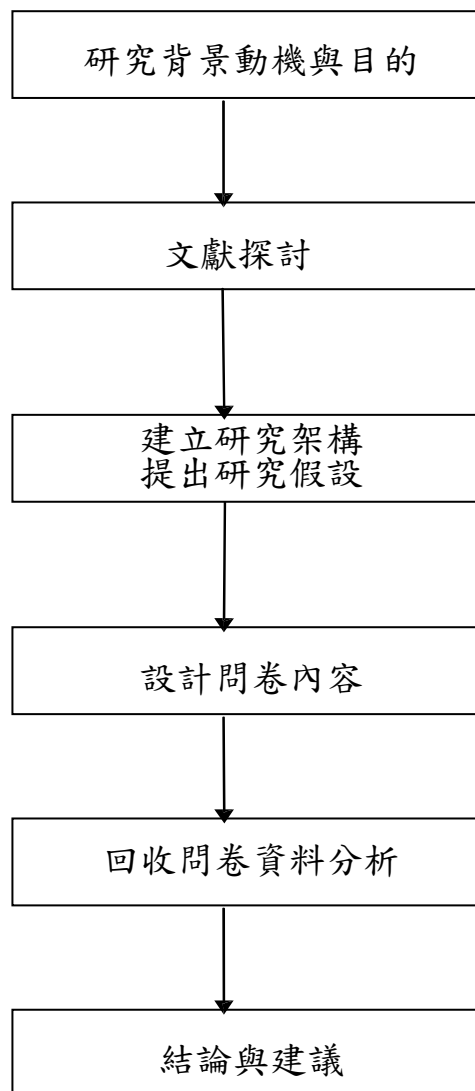 研究背景動機與目的
文獻探討
建立研究架構
提出研究假設
設計問卷內容
回收問卷資料分析
結論與建議